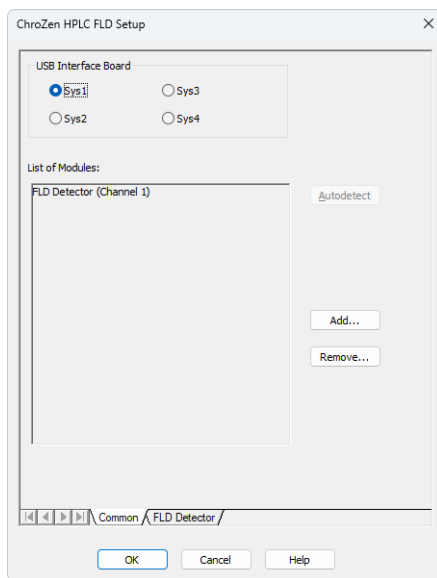 ChroZen HPLC FLD Setup
USB Interface Board
Sys1 Sys3
Sys2 Sys4
List of Modules:
FLD Detector (Channel 1)
Autodetect
Add...
Remove...
Common FLD Detector
OK Cancel Help